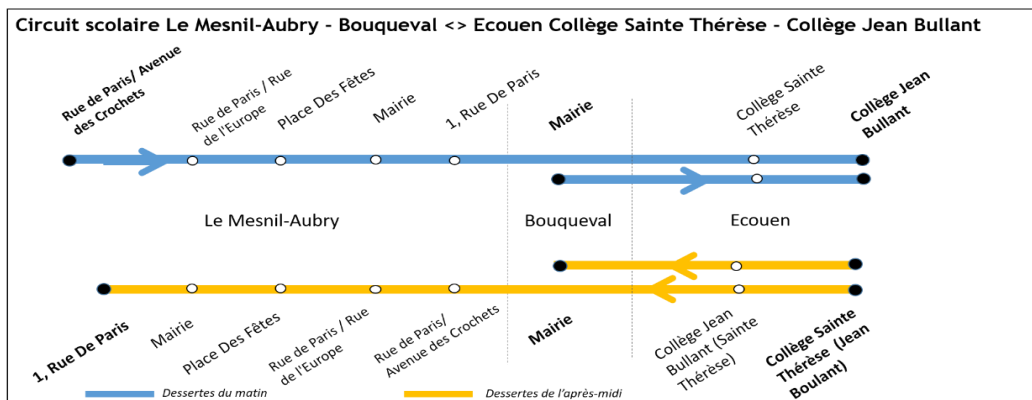 Circuit scolaire Le Mesnil-Aubry - Bouqueval <> Ecouen Collège Sainte Thérèse - Collège Jean Bullant
Rue de Paris/ Avenue
des Crochets
Rue de Paris / Rue
de l'Europe
Place Des Fêtes
Mairie
1, Rue De Paris
Mairie
Collège Sainte
Thérèse
Collège Jean
Bullant
Le Mesnil-Aubry
Bouqueval
Ecouen
1, Rue De Paris
Mairie
Place Des Fêtes
Rue de Paris / Rue
de l'Europe
Rue de Paris/
Avenue des Crochets
Mairie
Collège Jean
Bullant (Sainte
Thérèse)
Collège Sainte
Thérèse (Jean
Boulant)
Dessertes du matin
Dessertes de l'après-midi